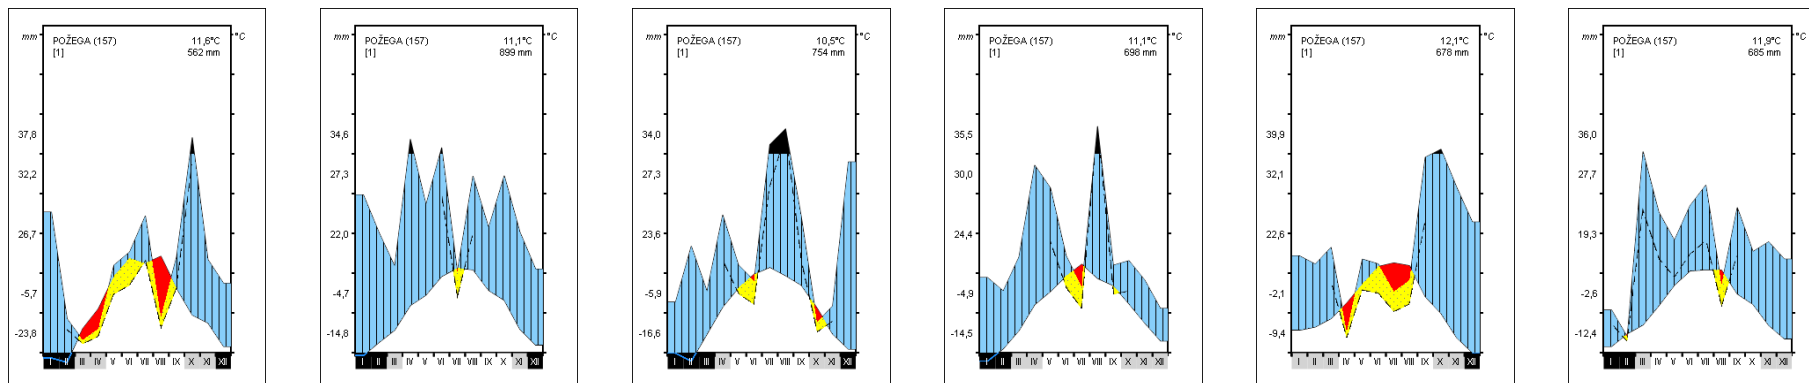 mm °C
POŽEGA (157) 11,6°C
[1] 562 mm
37,8
32,2
26,7
-5,7
-23,8
I II III IV V VI VII VIII IX X XI XII
mm °C
POŽEGA (157) 11,1°C
[1] 899 mm
34,6
27,3
22,0
-4,7
-14,8
I II III IV V VI VII VIII IX X XI XII
mm °C
POŽEGA (157) 10,5°C
[1] 754 mm
34,0
27,3
23,6
-5,9
-16,6
I II III IV V VI VII VIII IX X XI XII
mm °C
POŽEGA (157) 11,1°C
[1] 698 mm
35,5
30,0
24,4
-4,9
-14,5
I II III IV V VI VII VIII IX X XI XII
mm °C
POŽEGA (157) 12,1°C
[1] 678 mm
39,9
32,1
22,6
-2,1
-9,4
I II III IV V VI VII VIII IX X XI XII
mm °C
POŽEGA (157) 11,9°C
[1] 685 mm
36,0
27,7
19,3
-2,6
-12,4
I II III IV V VI VII VIII IX X XI XII